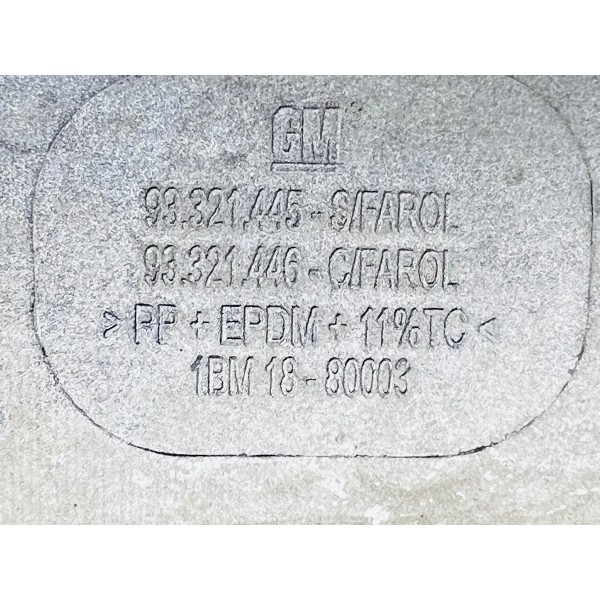 GM
93.321.445 - S/FAROL
93.321.446 - C/FAROL
> PP + EPDM + 11%TC <
1BM 18 - 80003